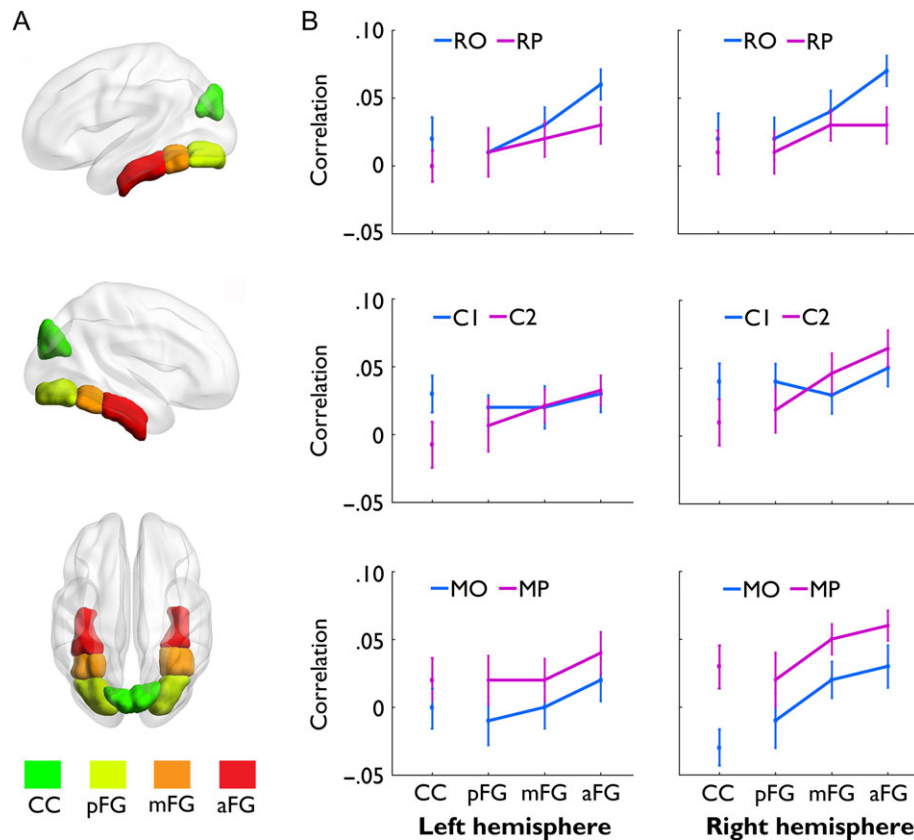 A
B
CC pFG mFG aFG
.10
.05
0
–.05
Correlation
RO RP
RO RP
.10
.05
0
–.05
Correlation
C1 C2
C1 C2
.10
.05
0
–.05
Correlation
MO MP
MO MP
CC pFG mFG aFG
CC pFG mFG aFG
Left hemisphere
Right hemisphere